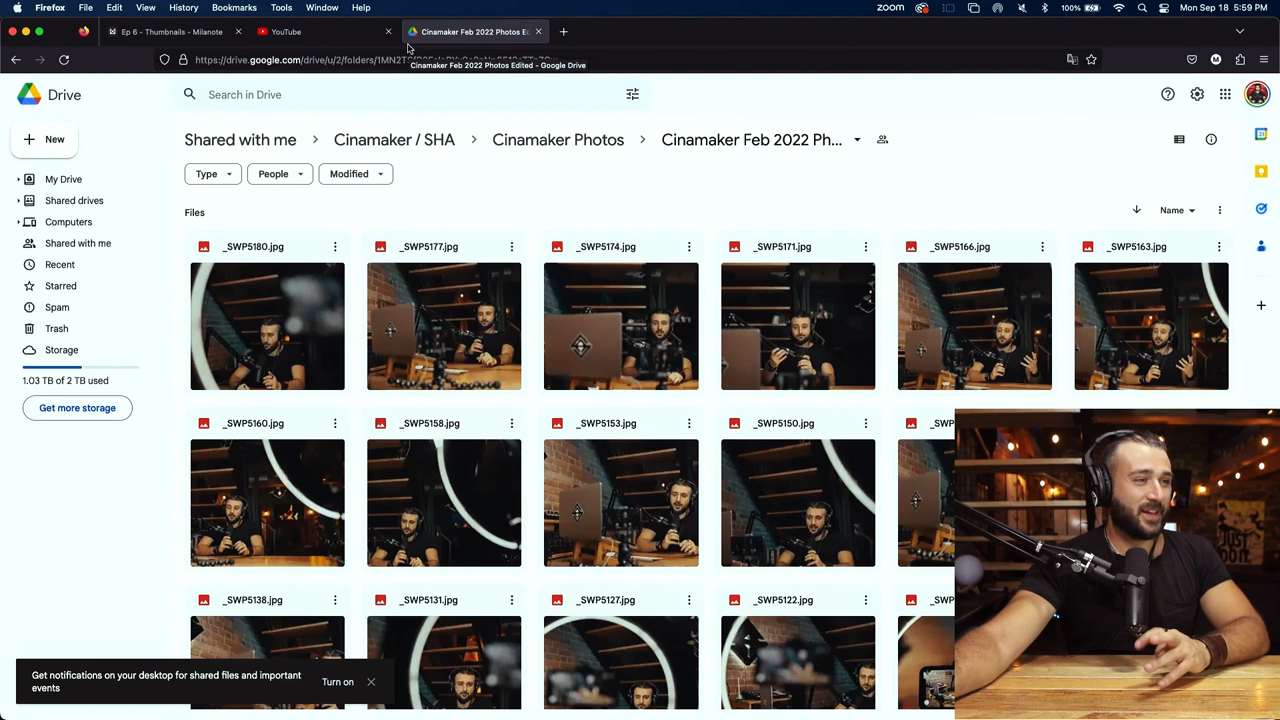 Firefox File Edit View History Bookmarks Tools Window Help
zoom 100% Mon Sep 18 5:59 PM
Ep 6 - Thumbnails - Milanote
YouTube
Cinamaker Feb 2022 Photos Ed
https://drive.google.com/drive/u/2/folders/
Cinamaker Feb 2022 Photos Edited - Google Drive
Drive
Search in Drive
New
Shared with me > Cinamaker / SHA > Cinamaker Photos > Cinamaker Feb 2022 Ph...
Type
People
Modified
My Drive
Shared drives
Computers
Shared with me
Recent
Starred
Spam
Trash
Storage
1.03 TB of 2 TB used
Get more storage
Files
Name
_SWP5180.jpg
_SWP5177.jpg
_SWP5174.jpg
_SWP5171.jpg
_SWP5166.jpg
_SWP5163.jpg
_SWP5160.jpg
_SWP5158.jpg
_SWP5153.jpg
_SWP5150.jpg
_SWP
_SWP5138.jpg
_SWP5131.jpg
_SWP5127.jpg
_SWP5122.jpg
_SWP
JUST
Get notifications on your desktop for shared files and important
events
Turn on